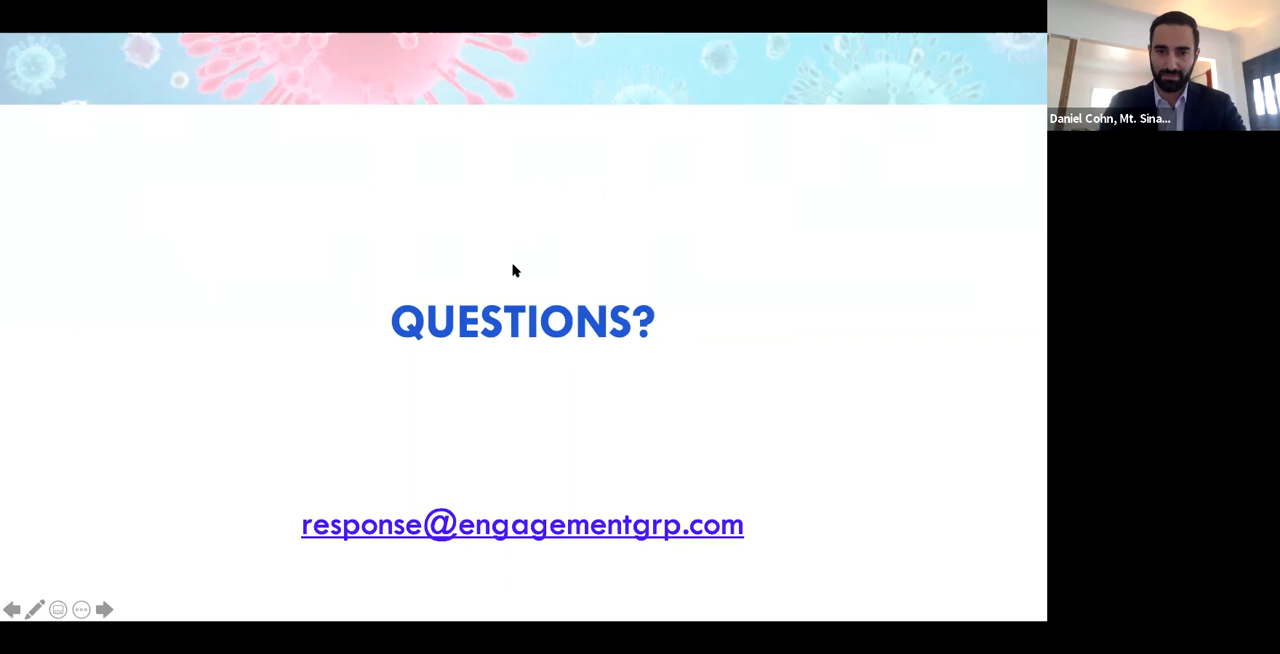 Daniel Cohn, Mt. Sina...
QUESTIONS?
response@engagementgrp.com